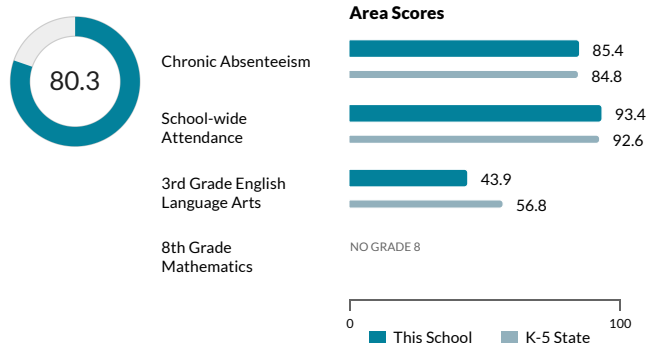 Area Scores
80.3
Chronic Absenteeism
85.4
84.8
School-wide
Attendance
93.4
92.6
3rd Grade English
Language Arts
43.9
56.8
8th Grade
Mathematics
NO GRADE 8
0
100
This School
K-5 State